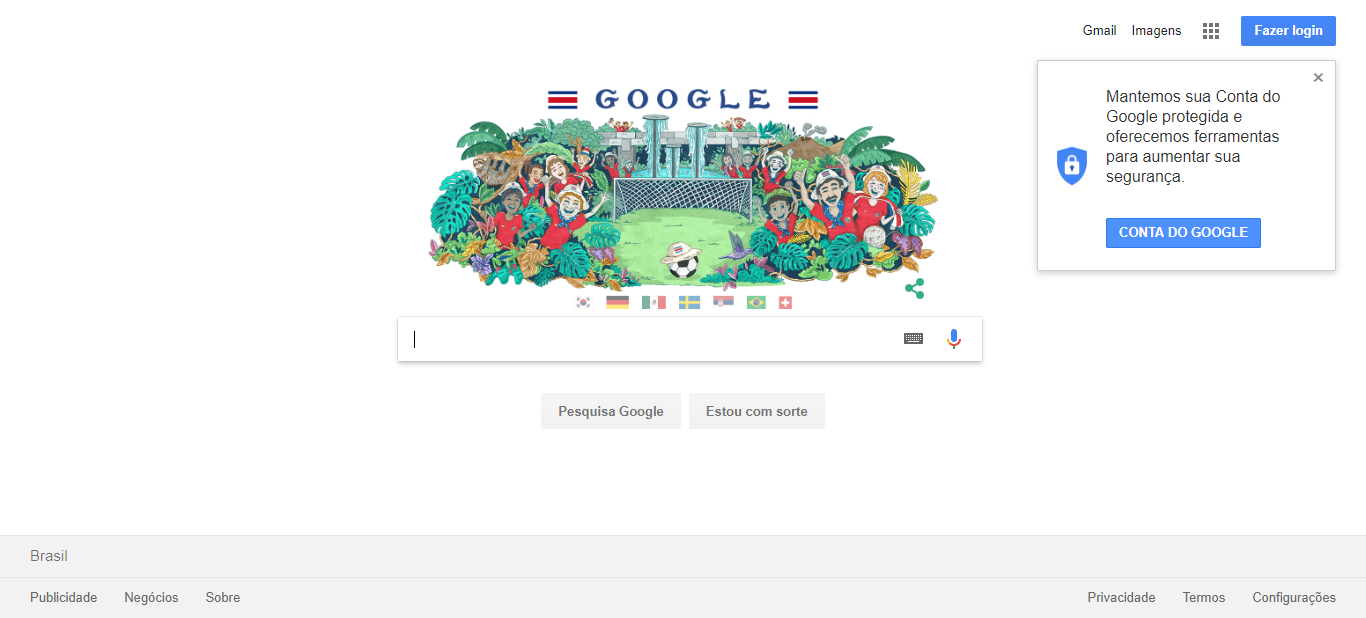 Gmail Imagens Fazer login
GOOGLE
Mantemos sua Conta do
Google protegida e
oferecemos ferramentas
para aumentar sua
segurança.
CONTA DO GOOGLE
Pesquisa Google Estou com sorte
Brasil
Publicidade Negócios Sobre Privacidade Termos Configurações